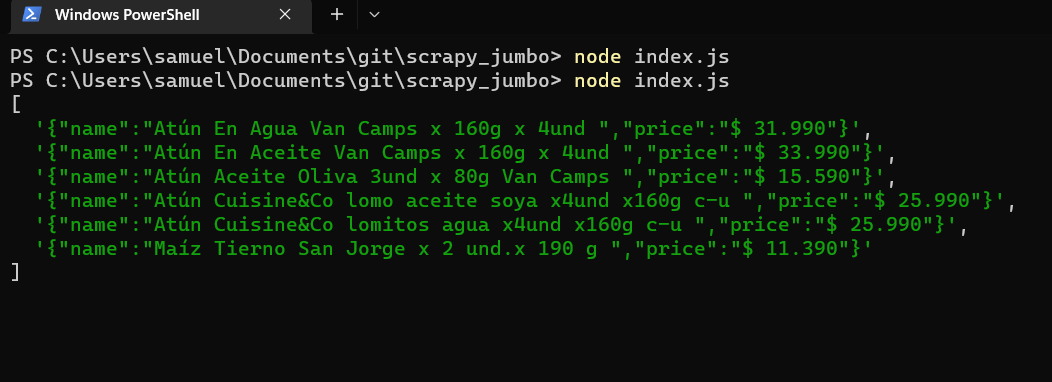 Windows PowerShell
PS C:\Users\samuel\Documents\git\scrapy_jumbo> node index.js
PS C:\Users\samuel\Documents\git\scrapy_jumbo> node index.js
[
  '{"name":"Atún En Agua Van Camps x 160g x 4und ","price":"$ 31.990"}',
  '{"name":"Atún En Aceite Van Camps x 160g x 4und ","price":"$ 33.990"}',
  '{"name":"Atún Aceite Oliva 3und x 80g Van Camps ","price":"$ 15.590"}',
  '{"name":"Atún Cuisine&Co lomo aceite soya x4und x160g c-u ","price":"$ 25.990"}',
  '{"name":"Atún Cuisine&Co lomitos agua x4und x160g c-u ","price":"$ 25.990"}',
  '{"name":"Maíz Tierno San Jorge x 2 und.x 190 g ","price":"$ 11.390"}'
]